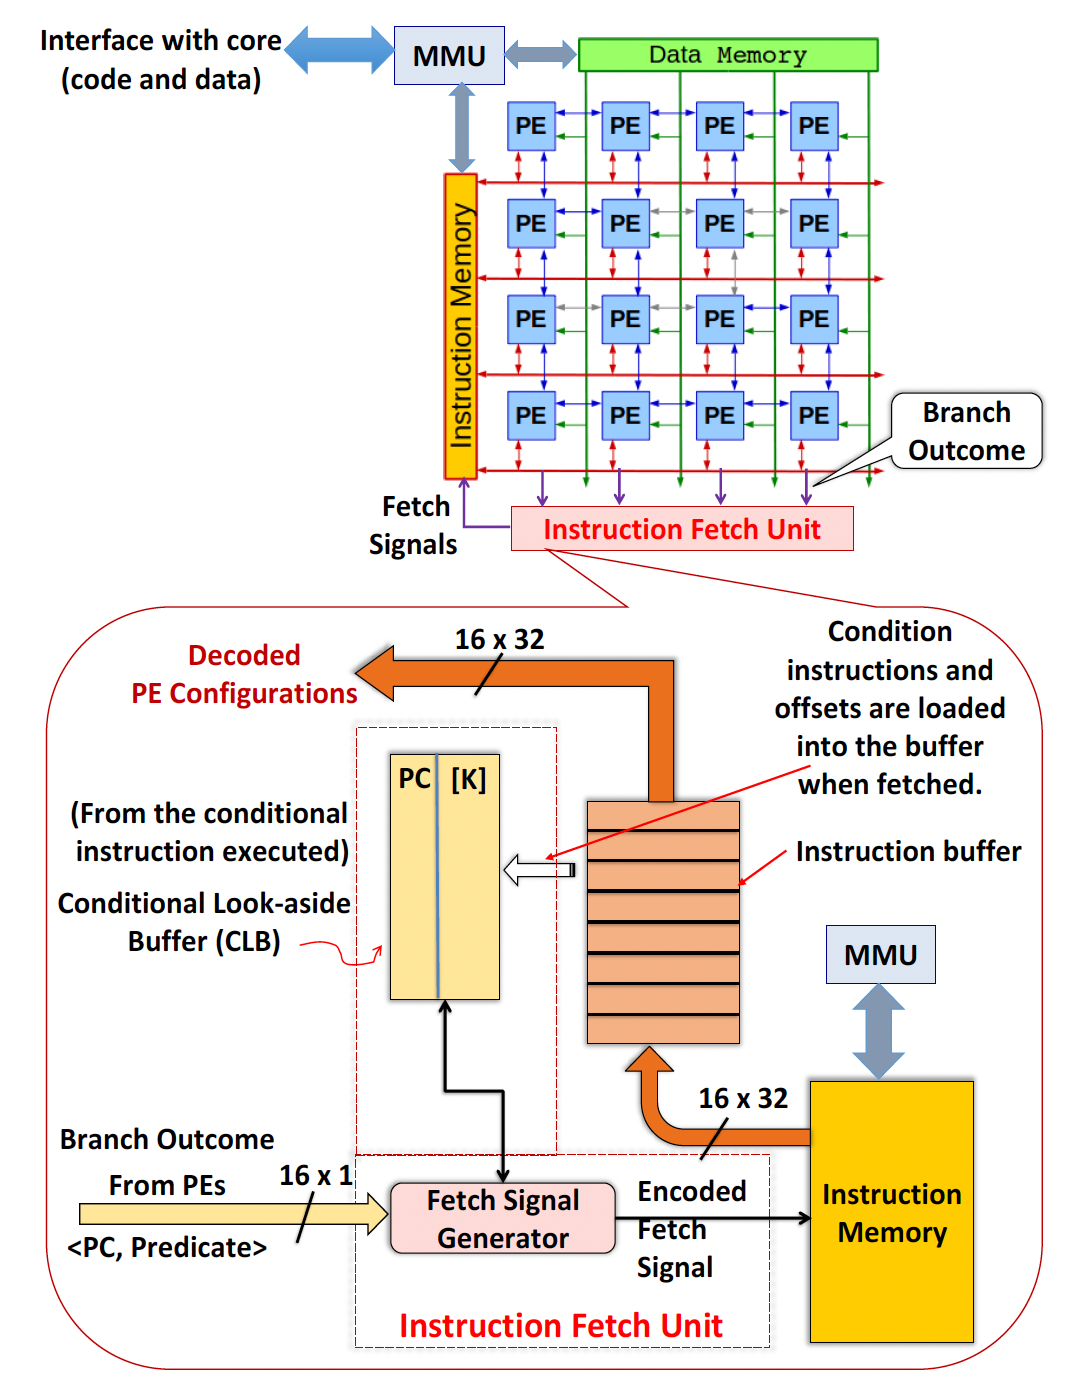 Interface with core
(code and data)
MMU
Data Memory
PE PE PE PE
PE PE PE PE
PE PE PE PE
PE PE PE PE
Instruction Memory
Branch
Outcome
Fetch
Signals
Instruction Fetch Unit
Decoded
PE Configurations
16 x 32
Condition
instructions and
offsets are loaded
into the buffer
when fetched.
PC [K]
(From the conditional
instruction executed)
Conditional Look-aside
Buffer (CLB)
Instruction buffer
MMU
16 x 32
Branch Outcome
From PEs
16 x 1
<PC, Predicate>
Fetch Signal
Generator
Encoded
Fetch
Signal
Instruction
Memory
Instruction Fetch Unit